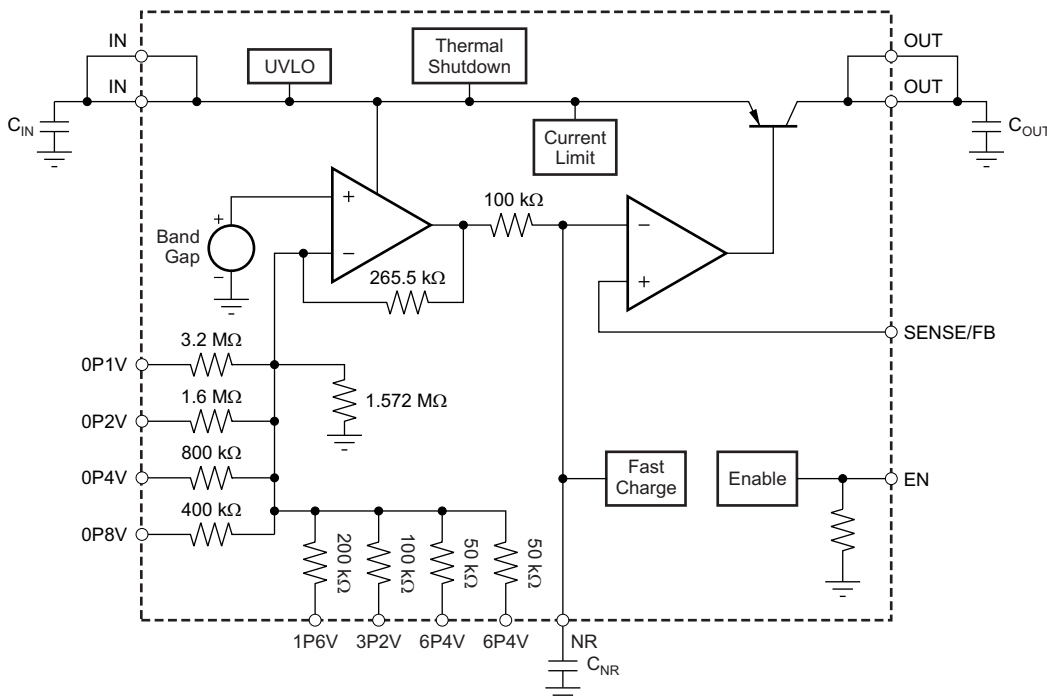 IN
IN
C_IN
UVLO
Thermal
Shutdown
Current
Limit
OUT
OUT
C_OUT
Band
Gap
+
−
+
−
100 kΩ
265.5 kΩ
−
+
SENSE/FB
0P1V
3.2 MΩ
1.572 MΩ
0P2V
1.6 MΩ
0P4V
800 kΩ
0P8V
400 kΩ
Fast
Charge
Enable
EN
200 kΩ
100 kΩ
50 kΩ
50 kΩ
1P6V
3P2V
6P4V
6P4V
NR
C_NR